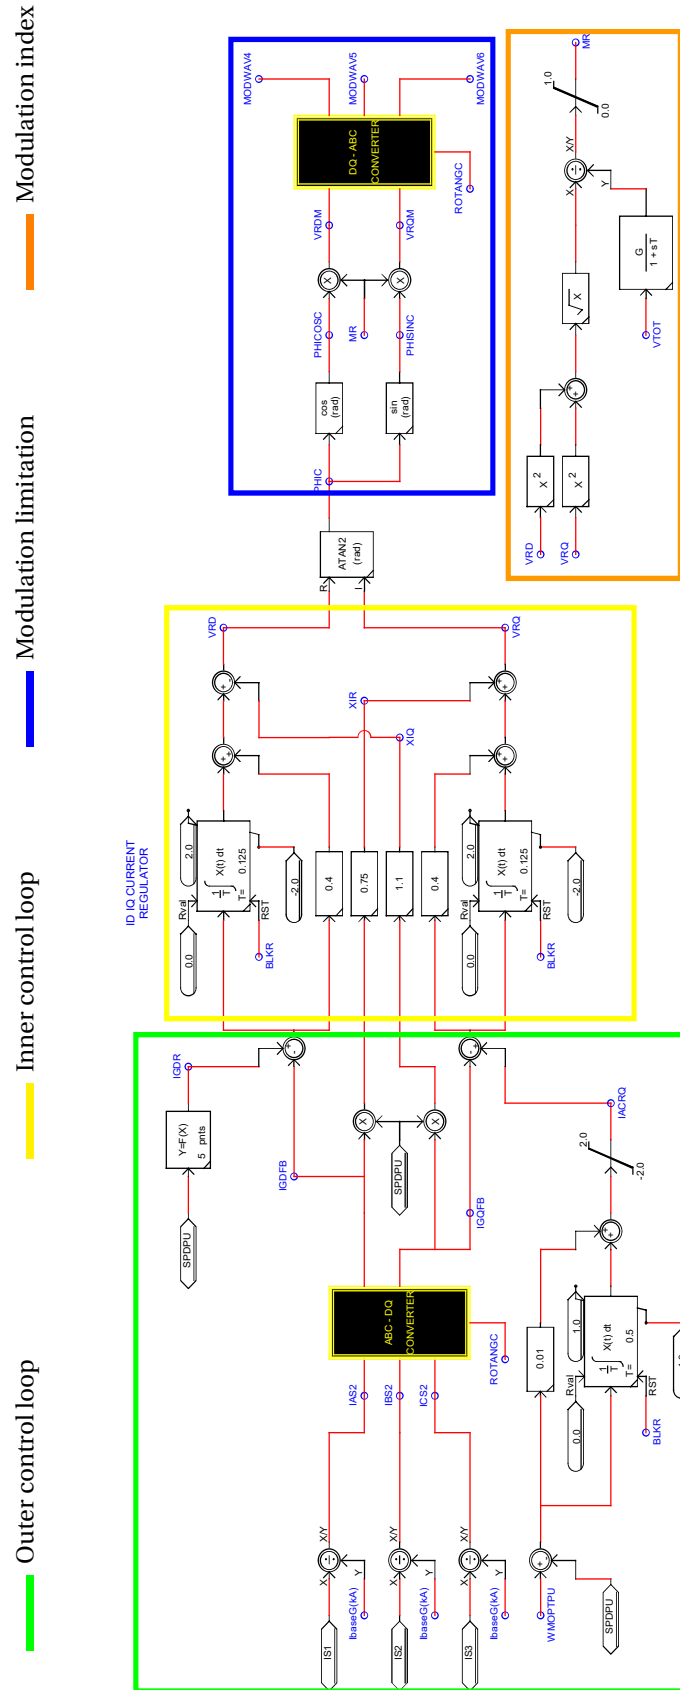 Outer control loop
Inner control loop
Modulation limitation
Modulation index
IS1
IS2
IS3
X
Y
X/Y
X
Y
X/Y
X
Y
X/Y
IbaseG(kA)
IbaseG(kA)
IbaseG(kA)
IAS2
IBS2
ICS2
ABC - DQ
CONVERTER
ROTANGC
SPDPU
Y=F(X)
5 pnts
IGDR
IGDFB
IGQFB
SPDPU
X
X
WMOPTPU
SPDPU
0.01
0.0
Rval
1.0
X(t) dt
1
T
T= 0.5
RST
BLKR
2.0
-2.0
IACRQ
ID IQ CURRENT
REGULATOR
0.0
Rval
2.0
X(t) dt
1
T
T= 0.125
RST
BLKR
-2.0
0.4
0.75
1.1
0.4
0.0
Rval
2.0
X(t) dt
1
T
T= 0.125
RST
BLKR
-2.0
XIR
XIQ
VRD
VRQ
R
I
ATAN2
(rad)
PHIC
cos
(rad)
sin
(rad)
PHICOSC
MR
PHISINC
X
X
VRDM
VRQM
DQ - ABC
CONVERTER
ROTANGC
MODWAV4
MODWAV5
MODWAV6
VRD
VRQ
X 2
X 2
√X
VTOT
G
1 + sT
X
Y
X/Y
1.0
0.0
MR